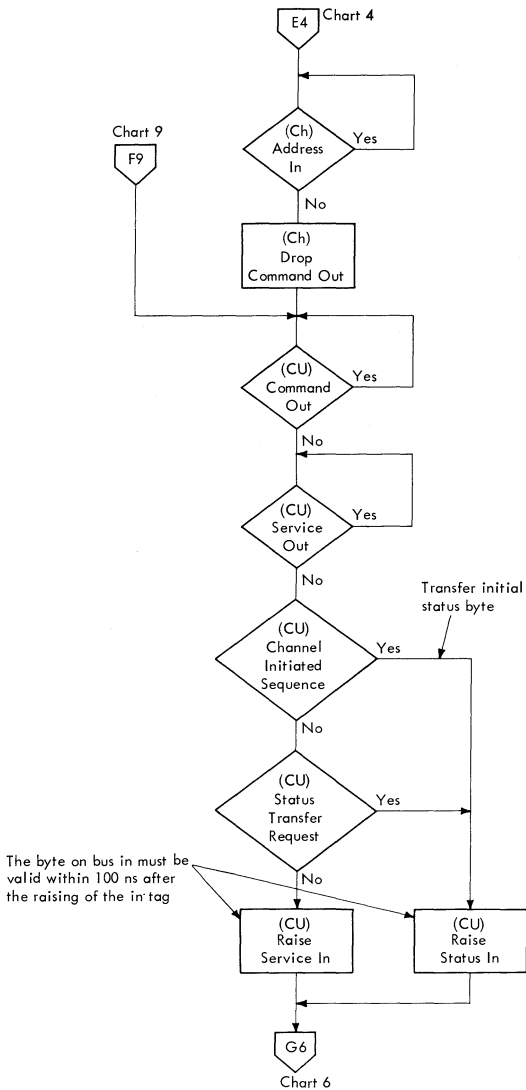 E4
Chart 4
(Ch)
Address
In
Yes
No
Chart 9
F9
(Ch)
Drop
Command Out
(CU)
Command
Out
Yes
No
(CU)
Service
Out
Yes
No
Transfer initial
status byte
(CU)
Channel
Initiated
Sequence
Yes
No
(CU)
Status
Transfer
Request
Yes
No
The byte on bus in must be
valid within 100 ns after
the raising of the in tag
(CU)
Raise
Service In
(CU)
Raise
Status In
G6
Chart 6